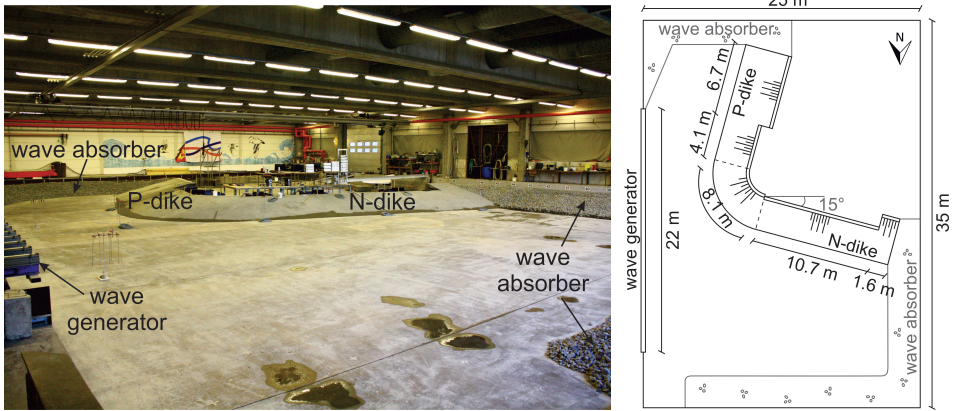 wave absorber
P-dike
N-dike
wave
absorber
wave
generator
25 m
wave absorber
N
6.7 m
P-dike
4.1 m
8.1 m
15°
N-dike
10.7 m
1.6 m
wave generator
22 m
35 m
wave absorber